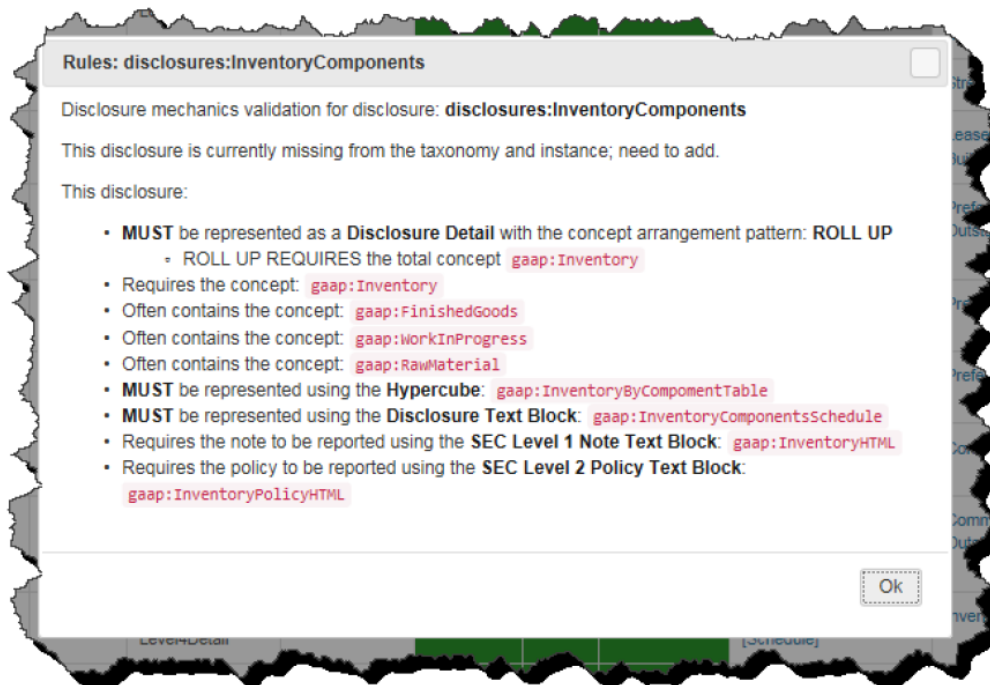 Rules: disclosures:InventoryComponents
Disclosure mechanics validation for disclosure: disclosures:InventoryComponents
This disclosure is currently missing from the taxonomy and instance; need to add.
This disclosure:
• MUST be represented as a Disclosure Detail with the concept arrangement pattern: ROLL UP
◦ ROLL UP REQUIRES the total concept gaap:Inventory
• Requires the concept: gaap:Inventory
• Often contains the concept: gaap:FinishedGoods
• Often contains the concept: gaap:WorkInProgress
• Often contains the concept: gaap:RawMaterial
• MUST be represented using the Hypercube: gaap:InventoryByCompomentTable
• MUST be represented using the Disclosure Text Block: gaap:InventoryComponentsSchedule
• Requires the note to be reported using the SEC Level 1 Note Text Block: gaap:InventoryHTML
• Requires the policy to be reported using the SEC Level 2 Policy Text Block:
gaap:InventoryPolicyHTML
Ok
Level4Detail
[Schedule]